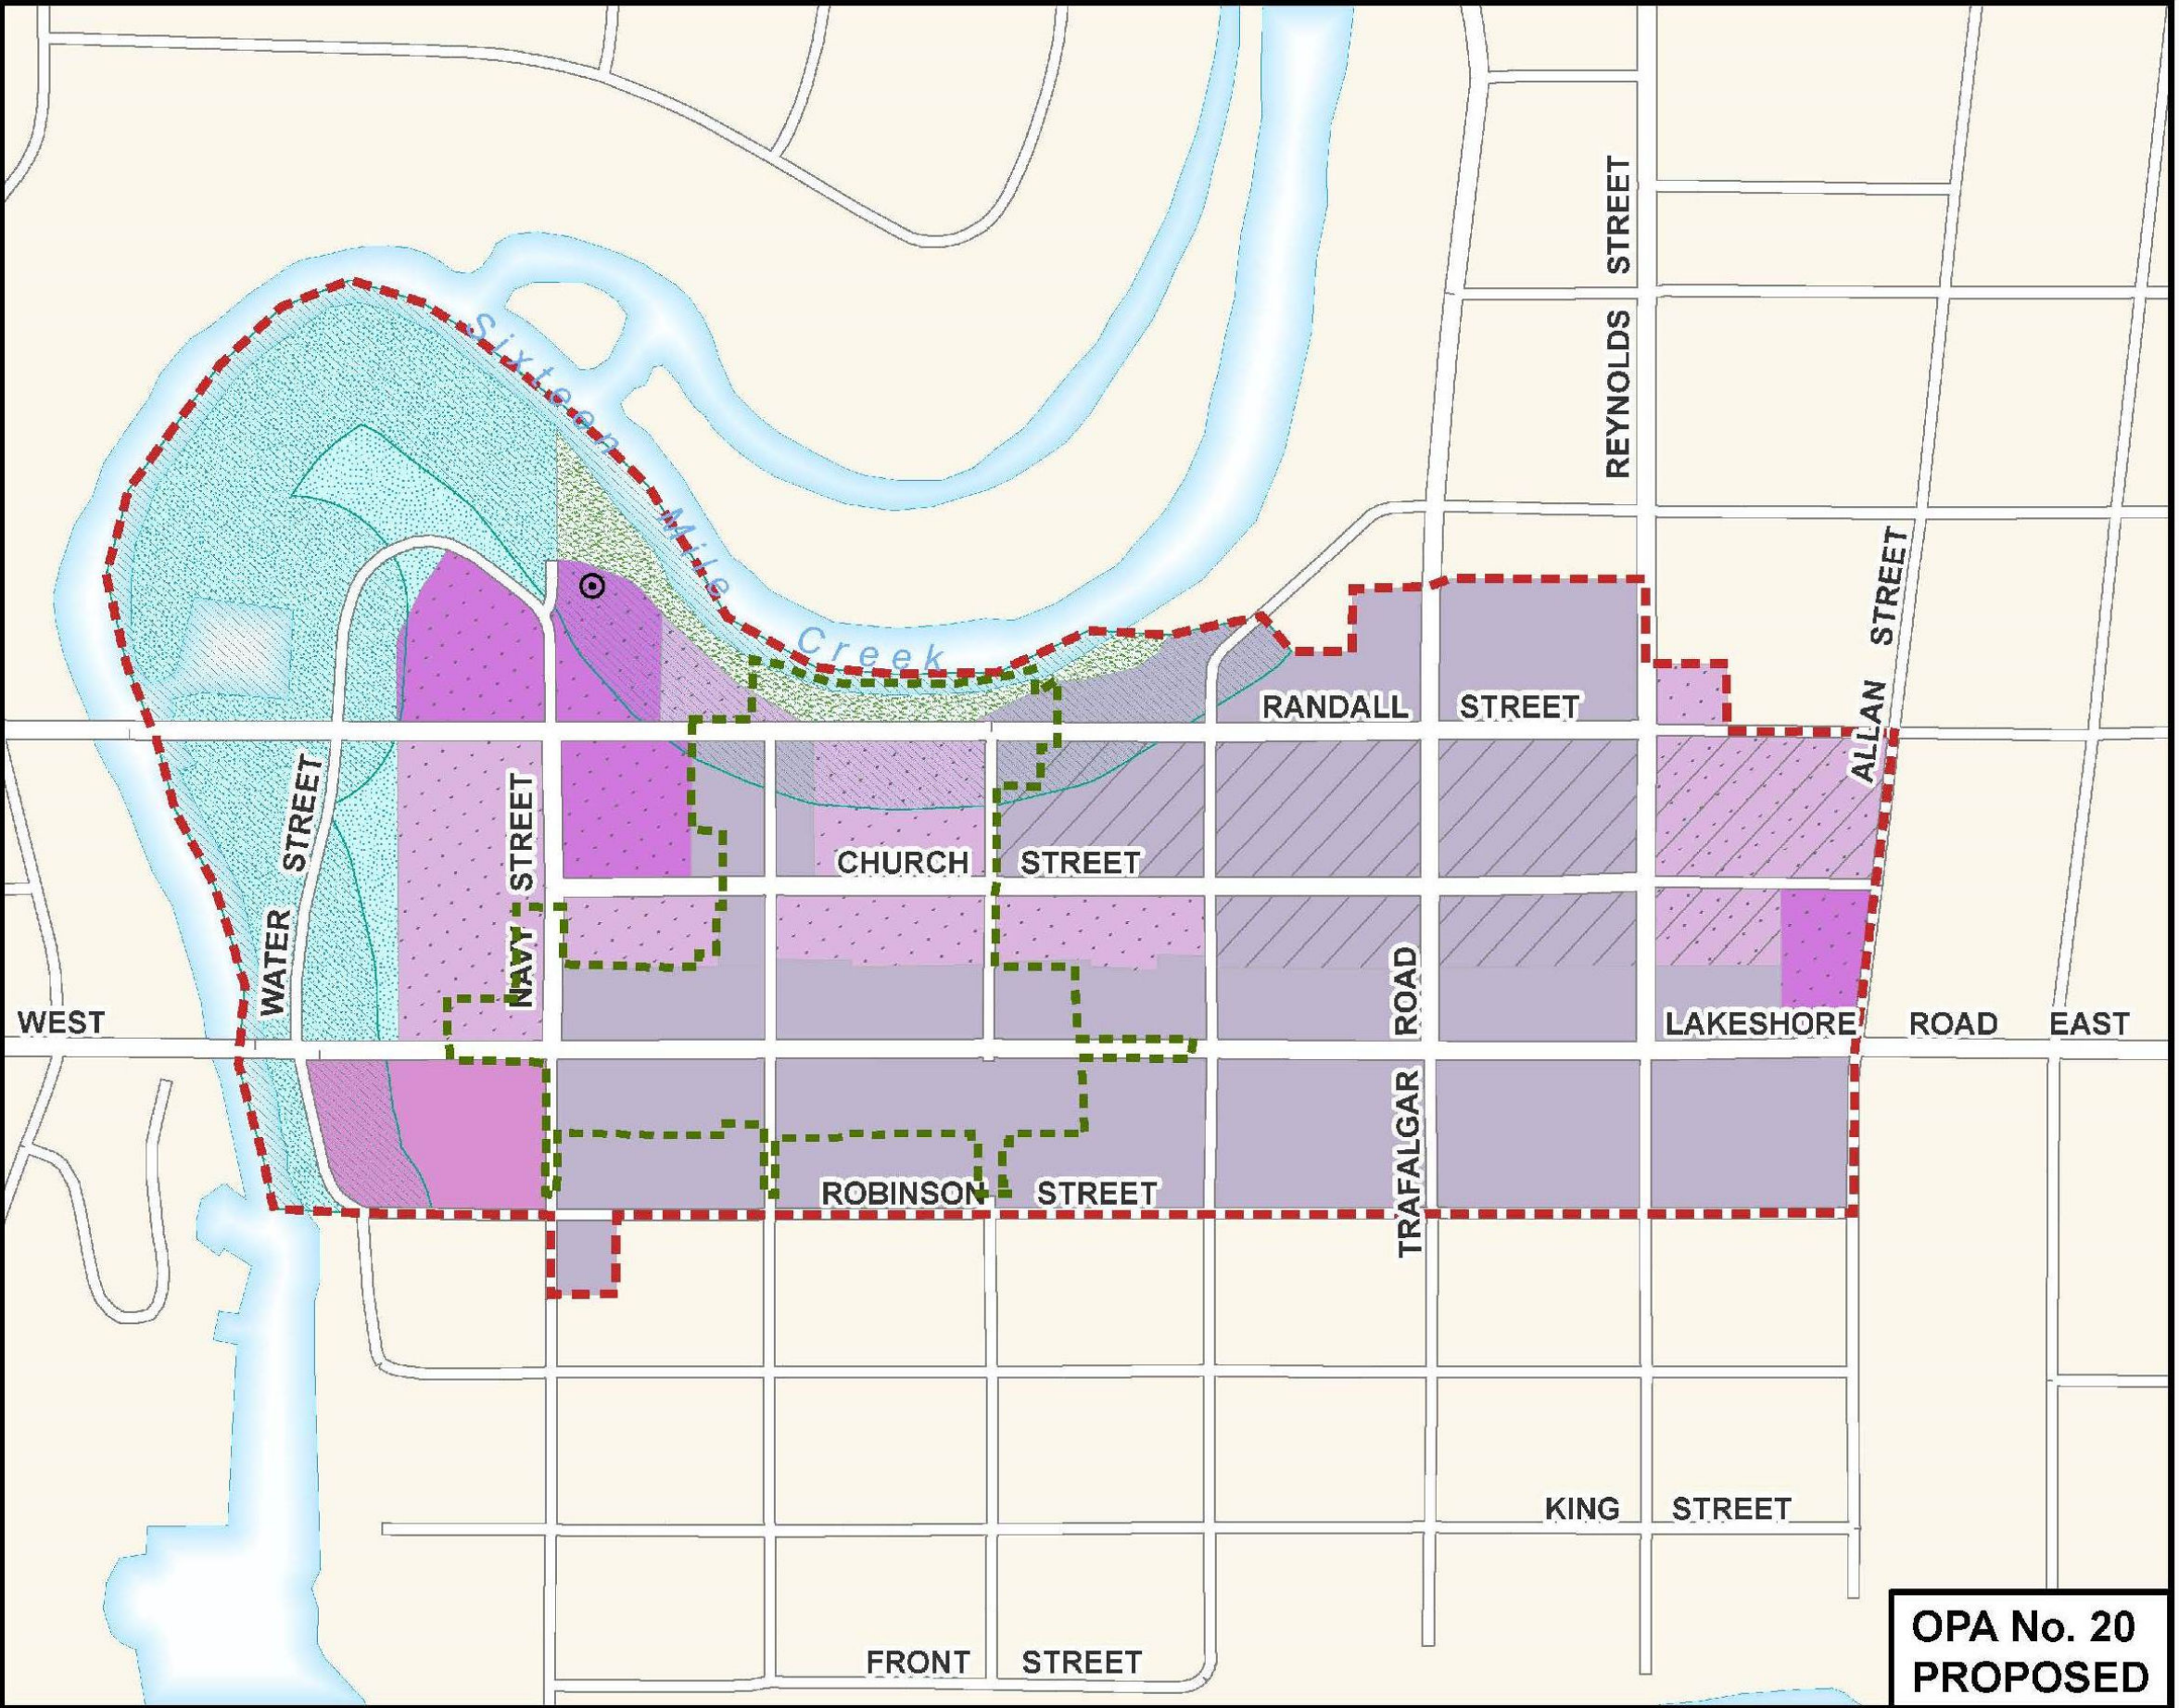 REYNOLDS STREET
Sixteen Mile Creek
ALLAN STREET
RANDALL STREET
WATER STREET
NAVY STREET
CHURCH STREET
TRAFALGAR ROAD
WEST
LAKESHORE ROAD EAST
ROBINSON STREET
KING STREET
FRONT STREET
OPA No. 20
PROPOSED